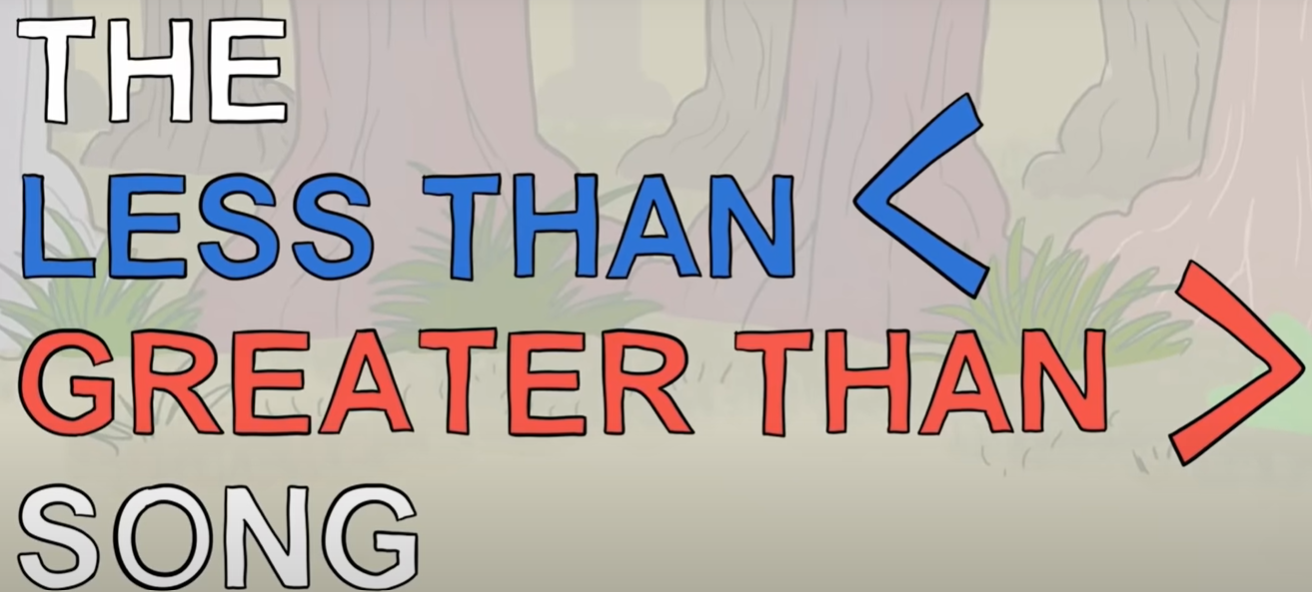 THE
LESS THAN <
GREATER THAN >
SONG